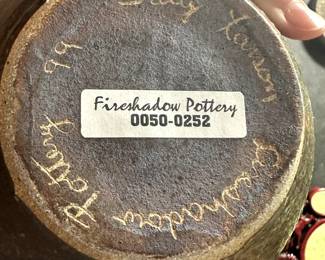 Fireshadow Pottery
0050-0252
Larson Fireshadow Pottery 99